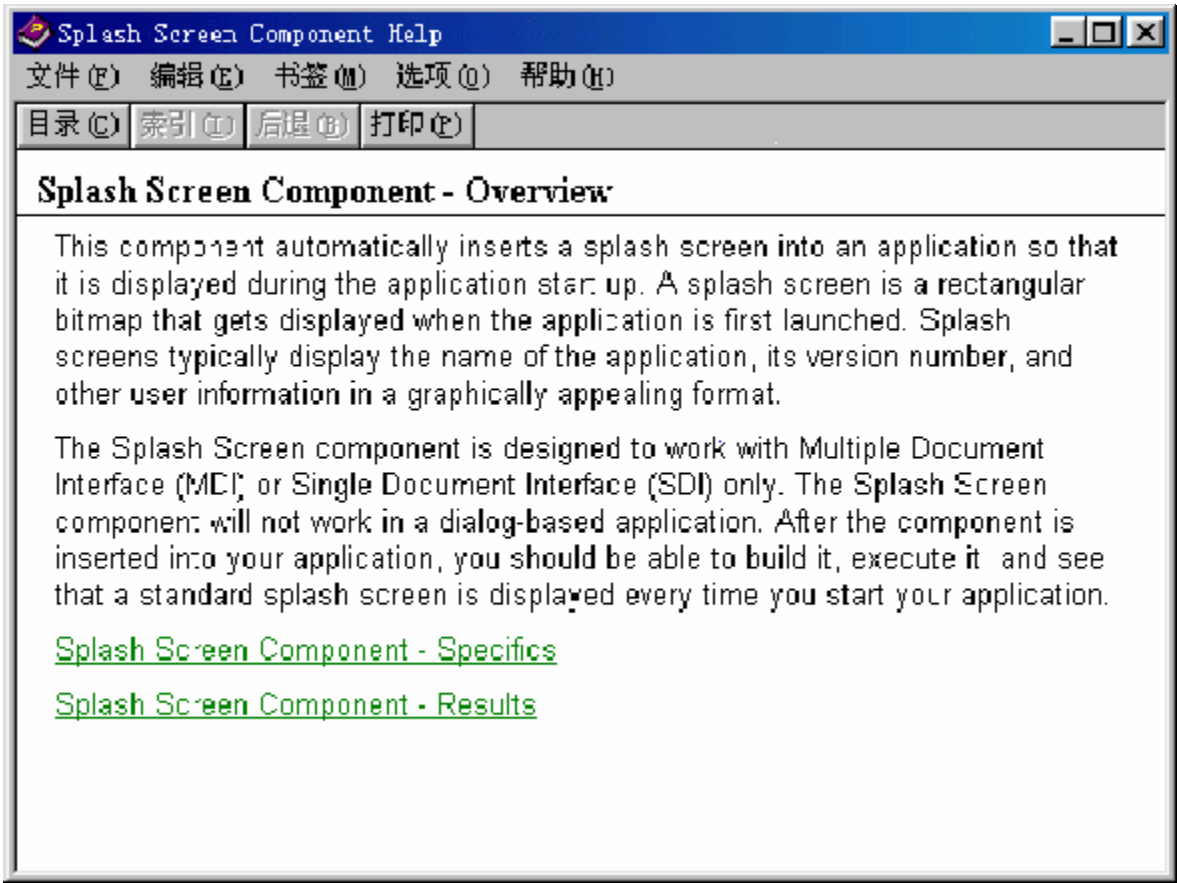 Splash Screen Component Help
文件(F) 编辑(E) 书签(M) 选项(O) 帮助(H)
目录(C) 索引(I) 后退(B) 打印(P)
Splash Screen Component - Overview
This component automatically inserts a splash screen into an application so that
it is displayed during the application start up. A splash screen is a rectangular
bitmap that gets displayed when the application is first launched. Splash
screens typically display the name of the application, its version number, and
other user information in a graphically appealing format.
The Splash Screen component is designed to work with Multiple Document
Interface (MDI) or Single Document Interface (SDI) only. The Splash Screen
component will not work in a dialog-based application. After the component is
inserted into your application, you should be able to build it, execute it and see
that a standard splash screen is displayed every time you start your application.
Splash Screen Component - Specifics
Splash Screen Component - Results